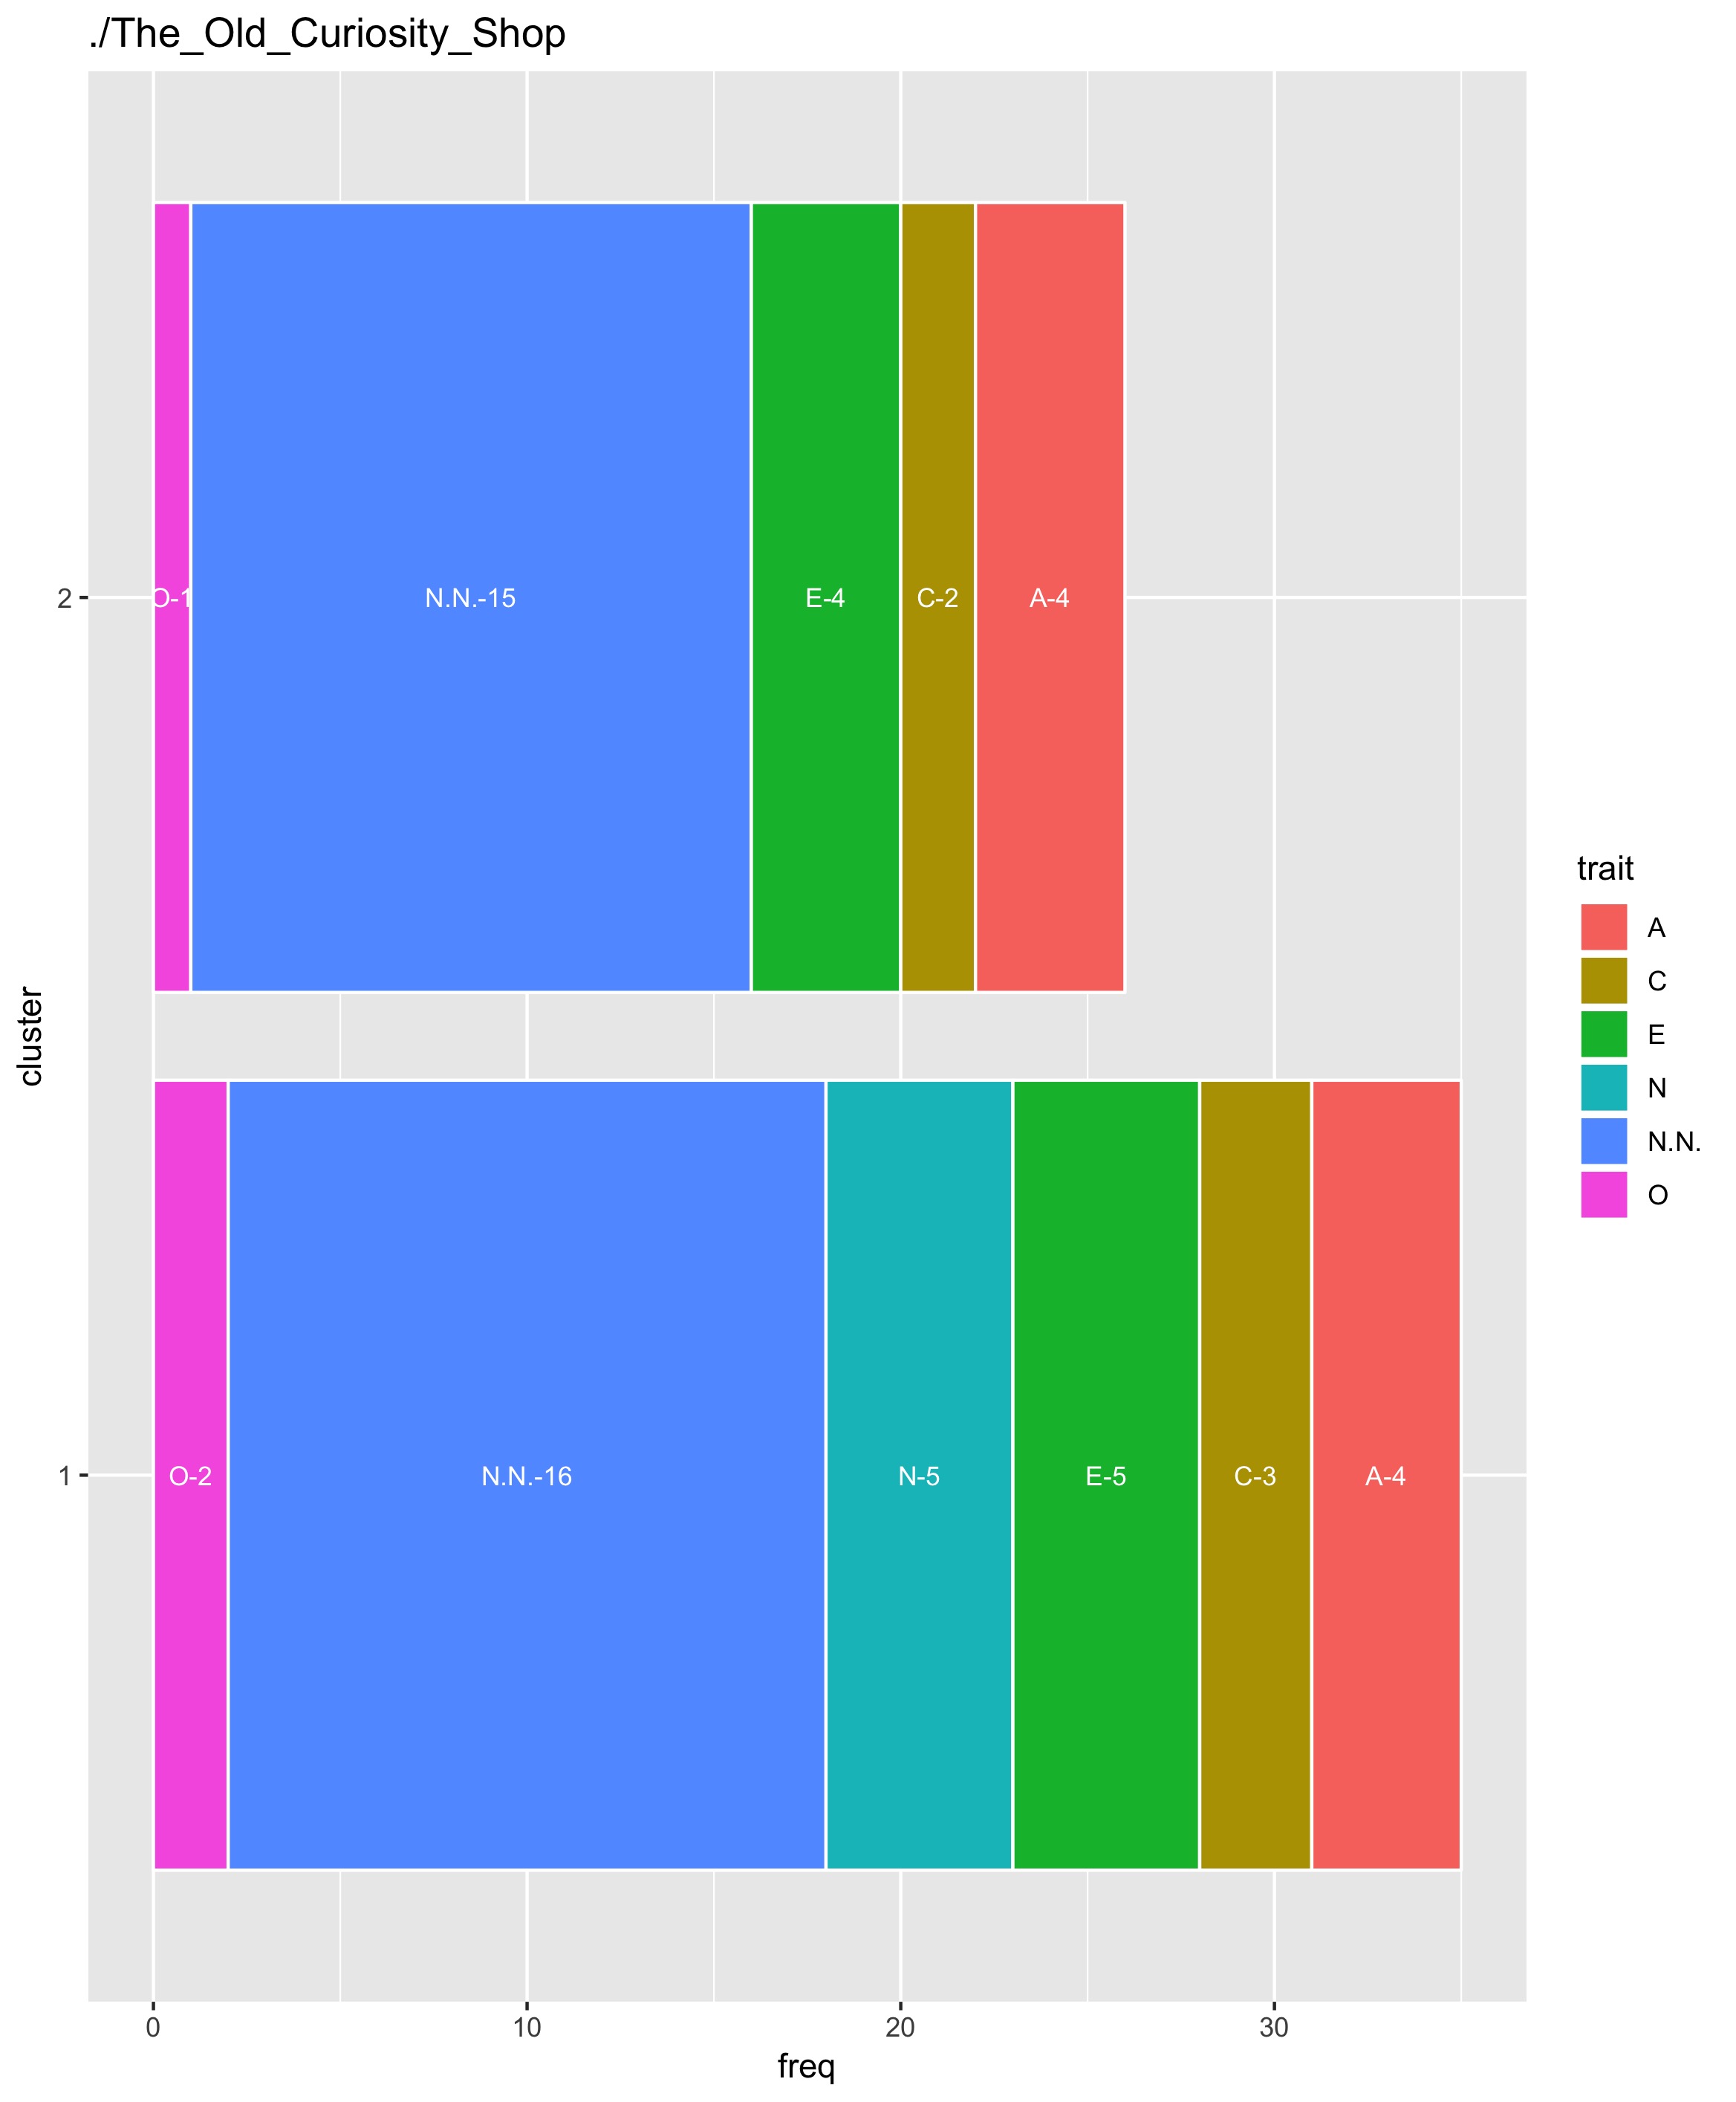 ./The_Old_Curiosity_Shop
cluster
2
O-1
N.N.-15
E-4
C-2
A-4
1
O-2
N.N.-16
N-5
E-5
C-3
A-4
0
10
20
30
freq
trait
A
C
E
N
N.N.
O